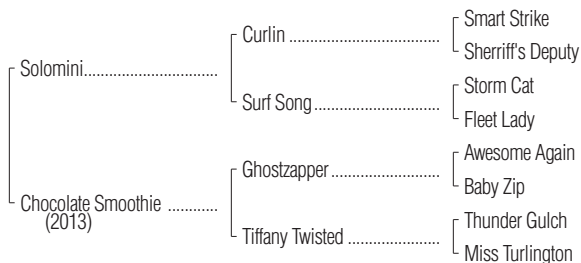 Smart Strike
Curlin ................................................
Sherriff's Deputy
Solomini..........................................
Storm Cat
Surf Song........................................
Fleet Lady
Awesome Again
Ghostzapper ...................................
Baby Zip
Chocolate Smoothie ...............
(2013)
Thunder Gulch
Tiffany Twisted .............................
Miss Turlington